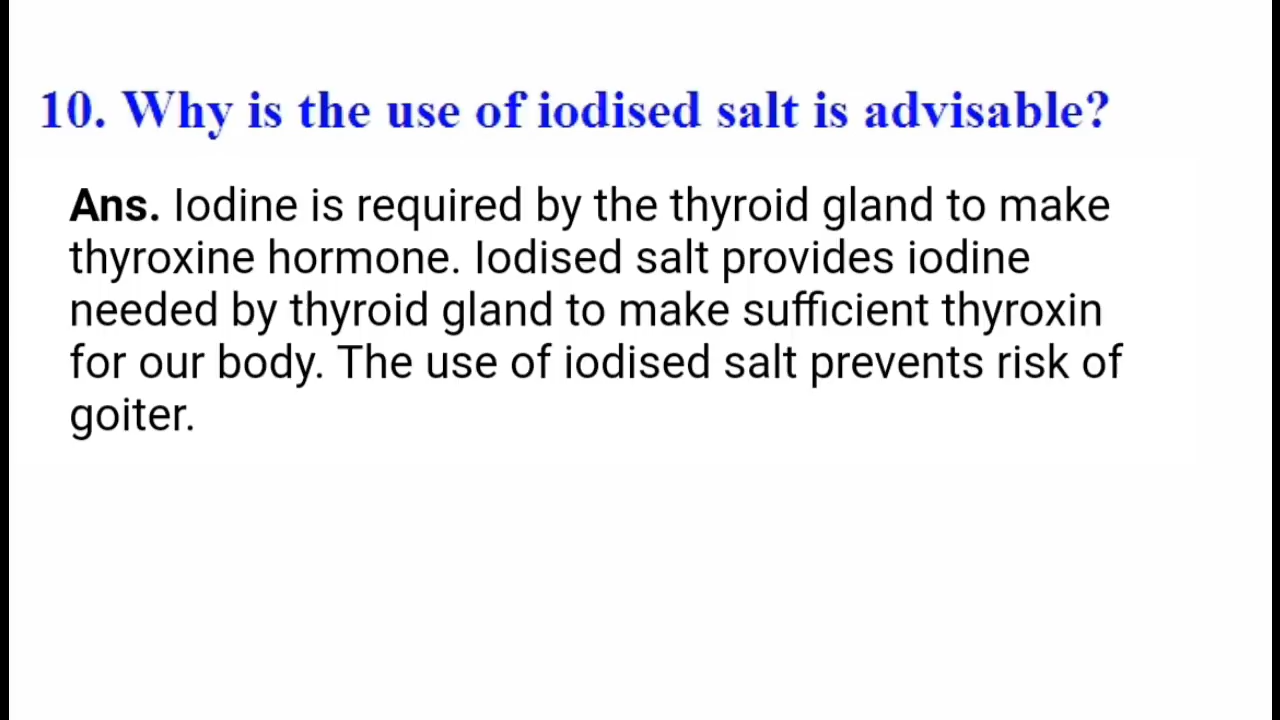 10. Why is the use of iodised salt is advisable?
Ans. Iodine is required by the thyroid gland to make
thyroxine hormone. Iodised salt provides iodine
needed by thyroid gland to make sufficient thyroxin
for our body. The use of iodised salt prevents risk of
goiter.